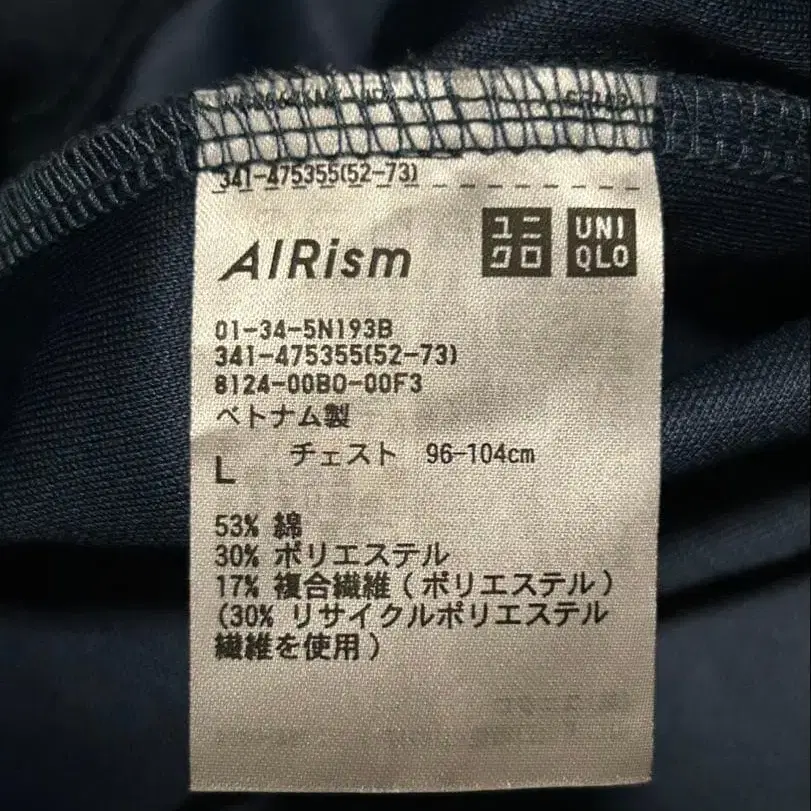 341-475355(52-73)
AIRism
ユニクロ
UNIQLO
01-34-5N193B
341-475355(52-73)
8124-00B0-00F3
ベトナム製
L チェスト 96-104cm
53% 綿
30% ポリエステル
17% 複合繊維(ポリエステル)
(30% リサイクルポリエステル
繊維を使用)